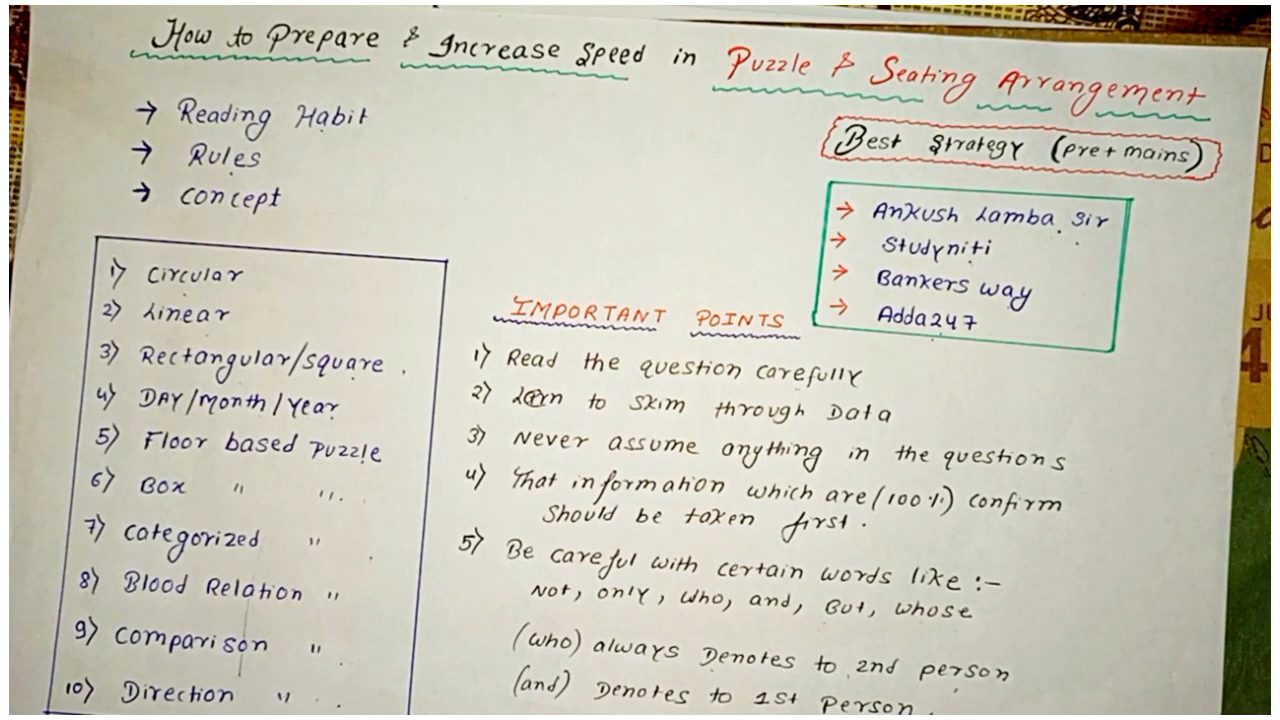 How to Prepare & Increase Speed in Puzzle & Seating Arrangement
→ Reading Habit
→ Rules
→ concept
Best Strategy (Pre + mains)
→ Ankush Lamba Sir
→ Studyniti
→ Bankers way
→ Adda247
1) Circular
2) Linear
3) Rectangular/square.
4) DAY/Month/Year
5) Floor based Puzzle
6) Box " ".
7) Categorized " .
8) Blood Relation "
9) Comparison " .
10) Direction " .
IMPORTANT POINTS
1) Read the question carefully
2) to skim through Data
3) Never assume anything in the questions
4) That information which are (100%) confirm
Should be taken first.
5) Be careful with certain words like :-
Not, only, who, and, But, whose
(who) always Denotes to 2nd person
(and) Denotes to 1st Person.
JU
4